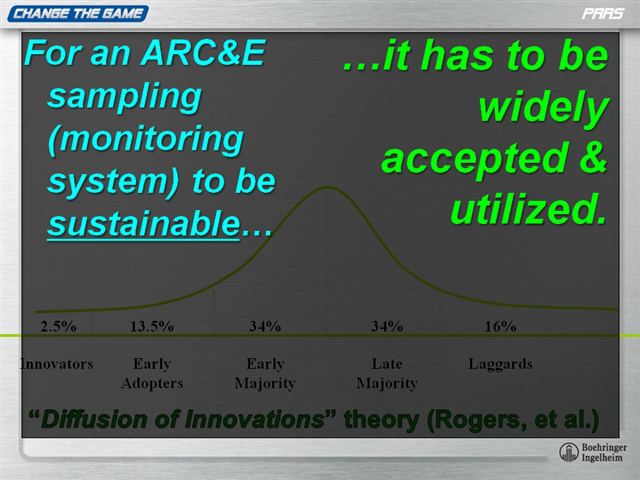 CHANGE THE GAME
PRRS
For an ARC&E
sampling
(monitoring
system) to be
sustainable…
…it has to be
widely
accepted &
utilized.
2.5% 13.5% 34% 34% 16%
Innovators Early Early Late Laggards
Adopters Majority Majority
“Diffusion of Innovations” theory (Rogers, et al.)
Boehringer
Ingelheim